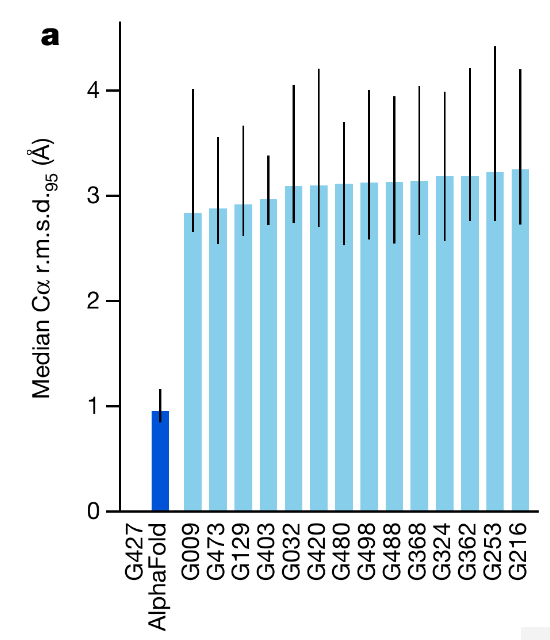 a
Median Cα r.m.s.d.95 (Å)
4
3
2
1
0
G427
AlphaFold
G009
G473
G129
G403
G032
G420
G480
G498
G488
G368
G324
G362
G253
G216